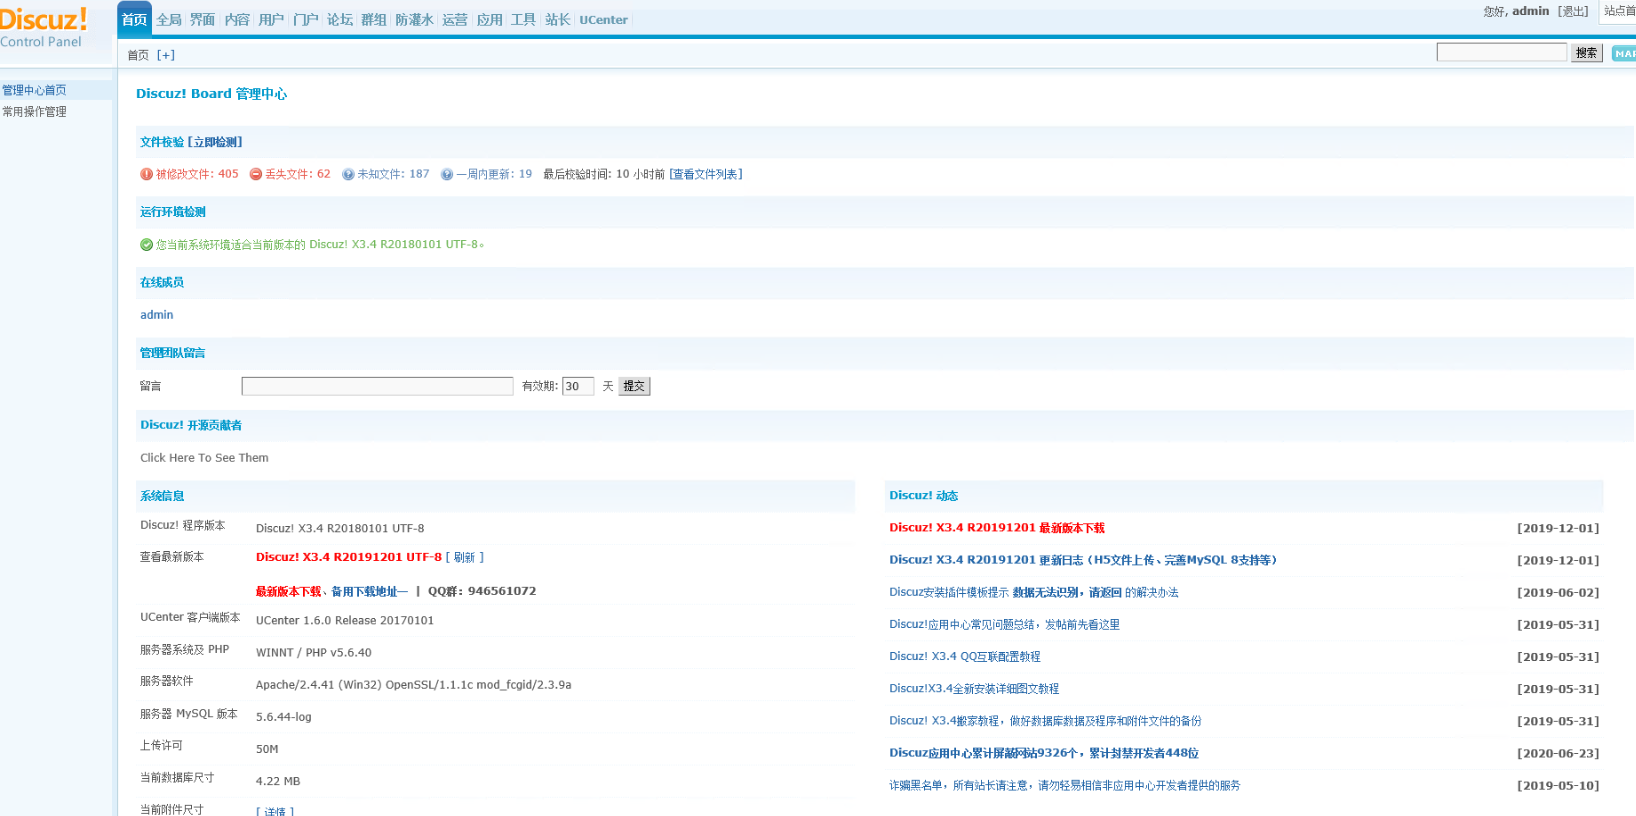 Discuz!
Control Panel
首页 全局 界面 内容 用户 门户 论坛 群组 防灌水 运营 应用 工具 站长 UCenter
您好, admin [退出] 站点首
首页 [+]
搜索 MAP
管理中心首页
常用操作管理
Discuz! Board 管理中心
文件校验 [立即检测]
被修改文件: 405 丢失文件: 62 未知文件: 187 一周内更新: 19 最后校验时间: 10 小时前 [查看文件列表]
运行环境检测
您当前系统环境适合当前版本的 Discuz! X3.4 R20180101 UTF-8。
在线成员
admin
管理团队留言
留言 有效期: 30 天 提交
Discuz! 开源贡献者
Click Here To See Them
系统信息
Discuz! 程序版本 Discuz! X3.4 R20180101 UTF-8
查看最新版本 Discuz! X3.4 R20191201 UTF-8 [ 刷新 ]
最新版本下载、备用下载地址一 | QQ群: 946561072
UCenter 客户端版本 UCenter 1.6.0 Release 20170101
服务器系统及 PHP WINNT / PHP v5.6.40
服务器软件 Apache/2.4.41 (Win32) OpenSSL/1.1.1c mod_fcgid/2.3.9a
服务器 MySQL 版本 5.6.44-log
上传许可 50M
当前数据库尺寸 4.22 MB
当前附件尺寸 [ 详情 ]
Discuz! 动态
Discuz! X3.4 R20191201 最新版本下载 [2019-12-01]
Discuz! X3.4 R20191201 更新日志（H5文件上传、完善MySQL 8支持等） [2019-12-01]
Discuz安装插件模板提示 数据无法识别，请返回 的解决办法 [2019-06-02]
Discuz!应用中心常见问题总结，发帖前先看这里 [2019-05-31]
Discuz! X3.4 QQ互联配置教程 [2019-05-31]
Discuz!X3.4全新安装详细图文教程 [2019-05-31]
Discuz! X3.4搬家教程，做好数据库数据及程序和附件文件的备份 [2019-05-31]
Discuz应用中心累计屏蔽网站9326个，累计封禁开发者448位 [2020-06-23]
诈骗黑名单，所有站长请注意，请勿轻易相信非应用中心开发者提供的服务 [2019-05-10]